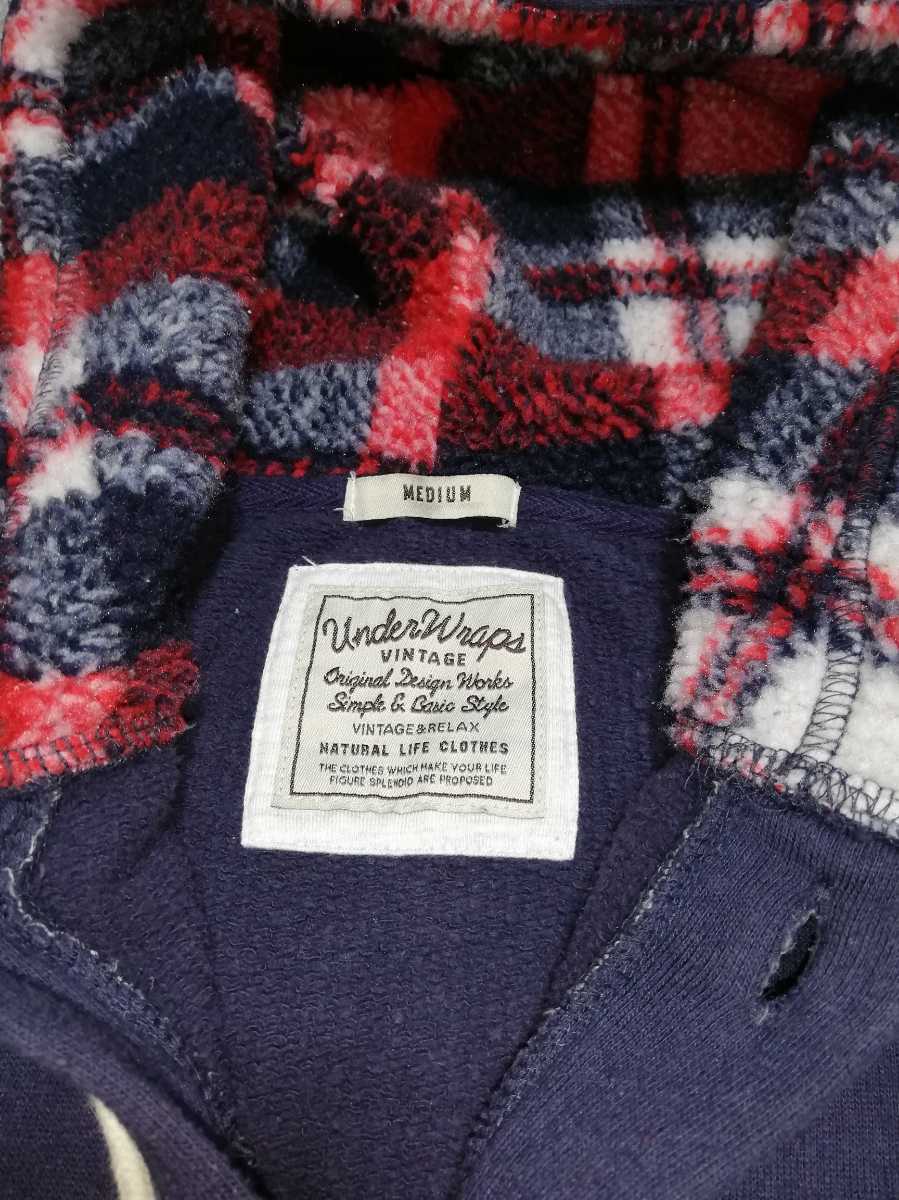 MEDIUM
UnderWraps
VINTAGE
Original Design Works
Simple & Basic Style
VINTAGE&RELAX
NATURAL LIFE CLOTHES
THE CLOTHES WHICH MAKE YOUR LIFE
FIGURE SPLENDID ARE PROPOSED